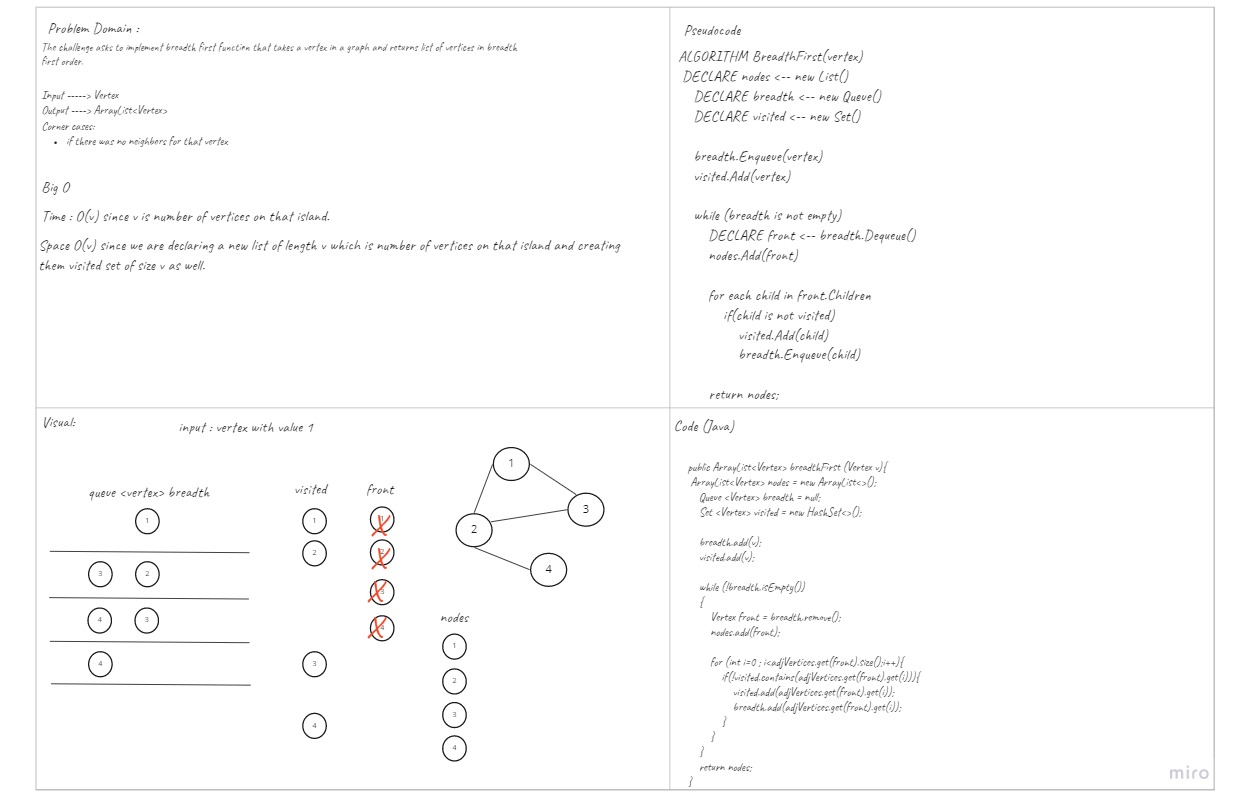 Problem Domain :
The challenge asks to implement breadth first function that takes a vertex in a graph and returns list of vertices in breadth
first order.
Input -----> Vertex
Output ----> ArrayList<Vertex>
Corner cases:
• if there was no neighbors for that vertex
Big O
Time : O(v) since v is number of vertices on that island.
Space O(v) since we are declaring a new list of length v which is number of vertices on that island and creating
them visited set of size v as well.
Pseudocode
ALGORITHM BreadthFirst(vertex)
DECLARE nodes <-- new List()
DECLARE breadth <-- new Queue()
DECLARE visited <-- new Set()
breadth.Enqueue(vertex)
visited.Add(vertex)
while (breadth is not empty)
DECLARE front <-- breadth.Dequeue()
nodes.Add(front)
for each child in front.Children
if(child is not visited)
visited.Add(child)
breadth.Enqueue(child)
return nodes;
Visual:
input : vertex with value 1
queue <vertex> breadth
1
3 2
4 3
4
visited
1
2
3
4
front
1
2
3
4
1
3
2
4
nodes
1
2
3
4
Code (Java)
public ArrayList<Vertex> breadthFirst (Vertex v){
ArrayList<Vertex> nodes = new ArrayList<>();
Queue <Vertex> breadth = null;
Set <Vertex> visited = new HashSet<>();
breadth.add(v);
visited.add(v);
while (!breadth.isEmpty())
{
Vertex front = breadth.remove();
nodes.add(front);
for (int i=0 ; i<adjVertices.get(front).size();i++){
if(!visited.contains(adjVertices.get(front).get(i))){
visited.add(adjVertices.get(front).get(i));
breadth.add(adjVertices.get(front).get(i));
}
}
}
return nodes;
}
miro